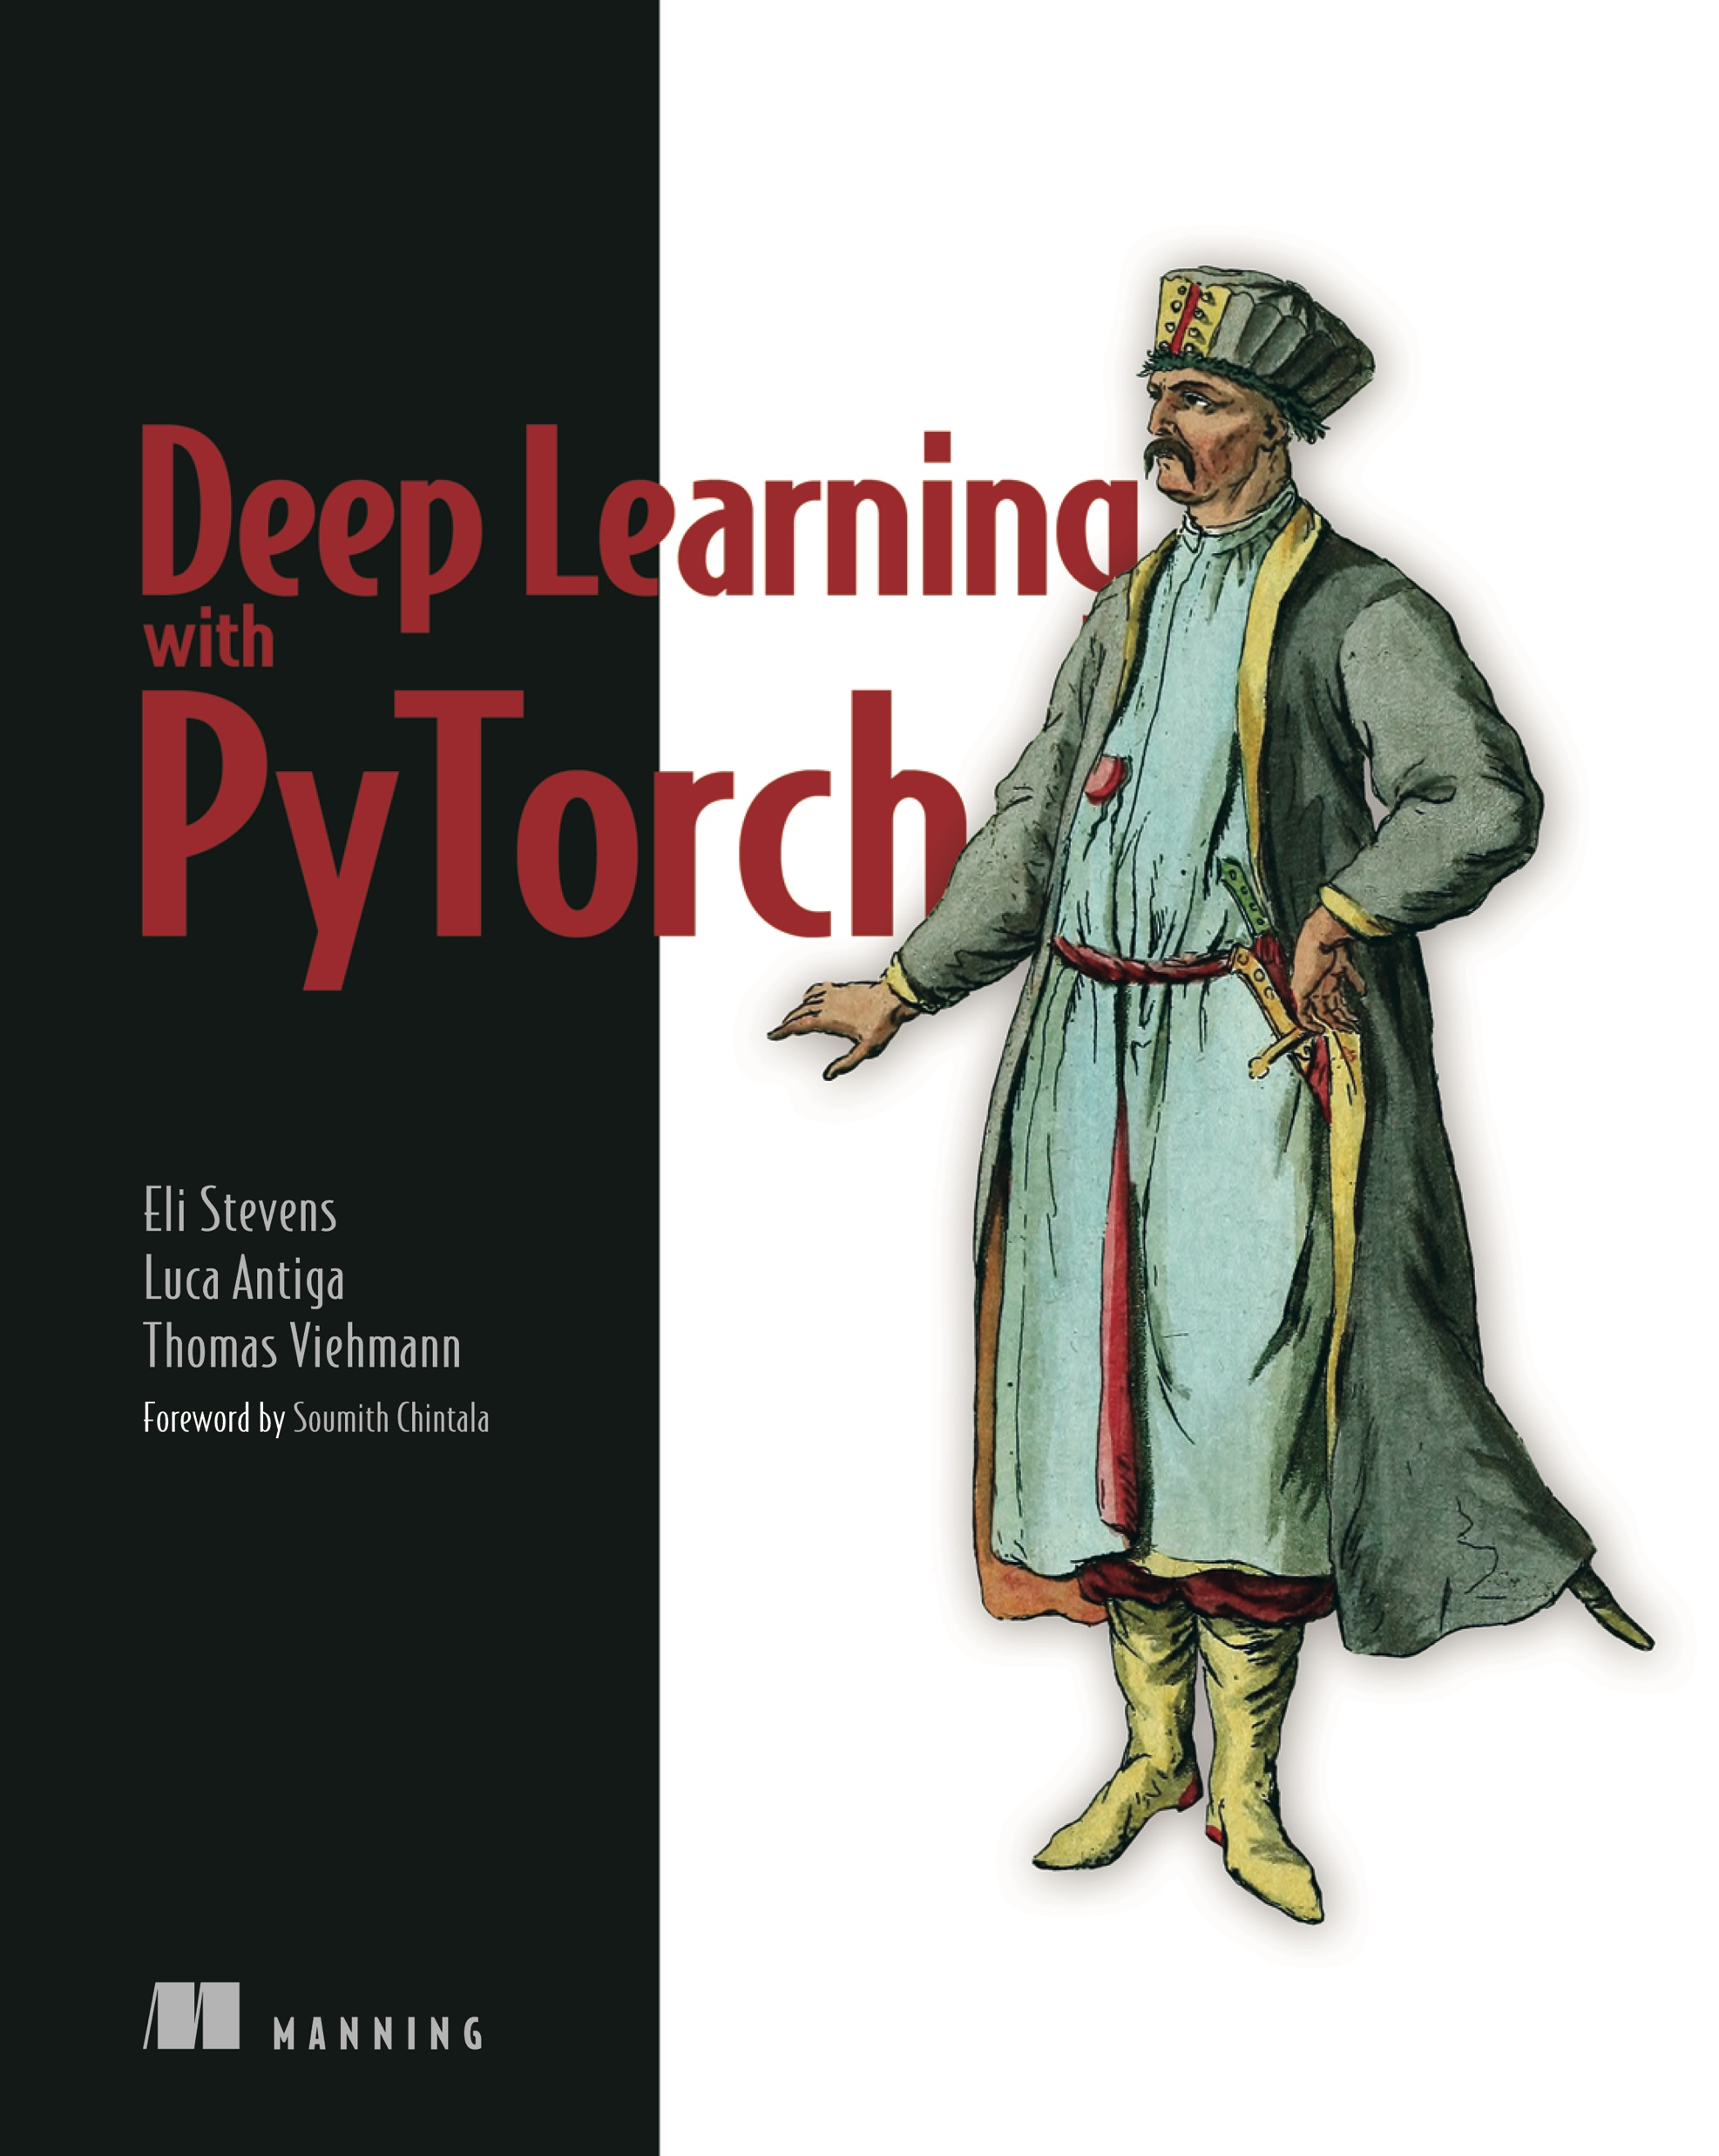 Deep Learning
with
PyTorch
Eli Stevens
Luca Antiga
Thomas Viehmann
Foreword by Soumith Chintala
MANNING